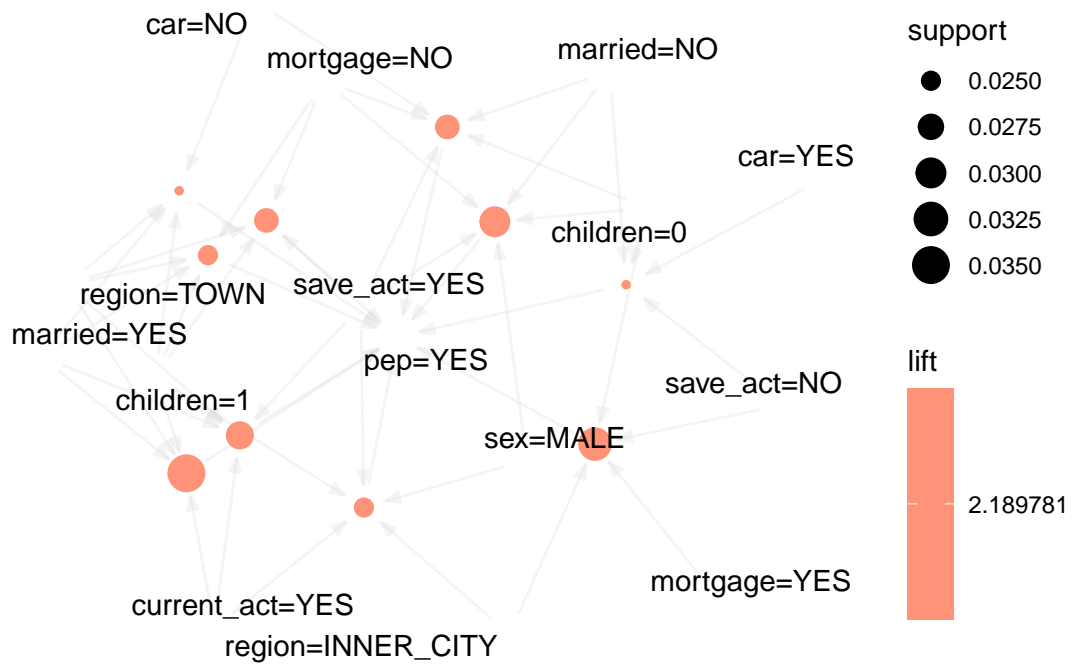 car=NO
mortgage=NO
married=NO
car=YES
children=0
save_act=YES
region=TOWN
married=YES
pep=YES
save_act=NO
children=1
sex=MALE
mortgage=YES
current_act=YES
region=INNER_CITY
support
0.0250
0.0275
0.0300
0.0325
0.0350
lift
2.189781